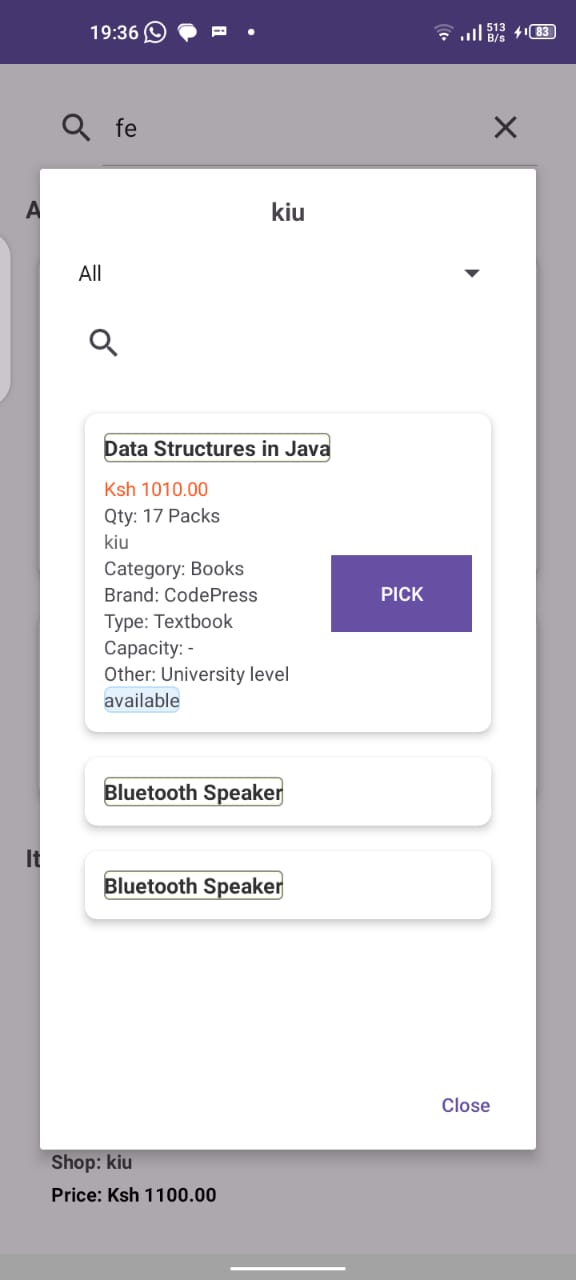 19:36
513 B/s
83
fe
A
kiu
All
Data Structures in Java
Ksh 1010.00
Qty: 17 Packs
kiu
Category: Books
Brand: CodePress
Type: Textbook
Capacity: -
Other: University level
available
PICK
Bluetooth Speaker
It
Bluetooth Speaker
Close
Shop: kiu
Price: Ksh 1100.00